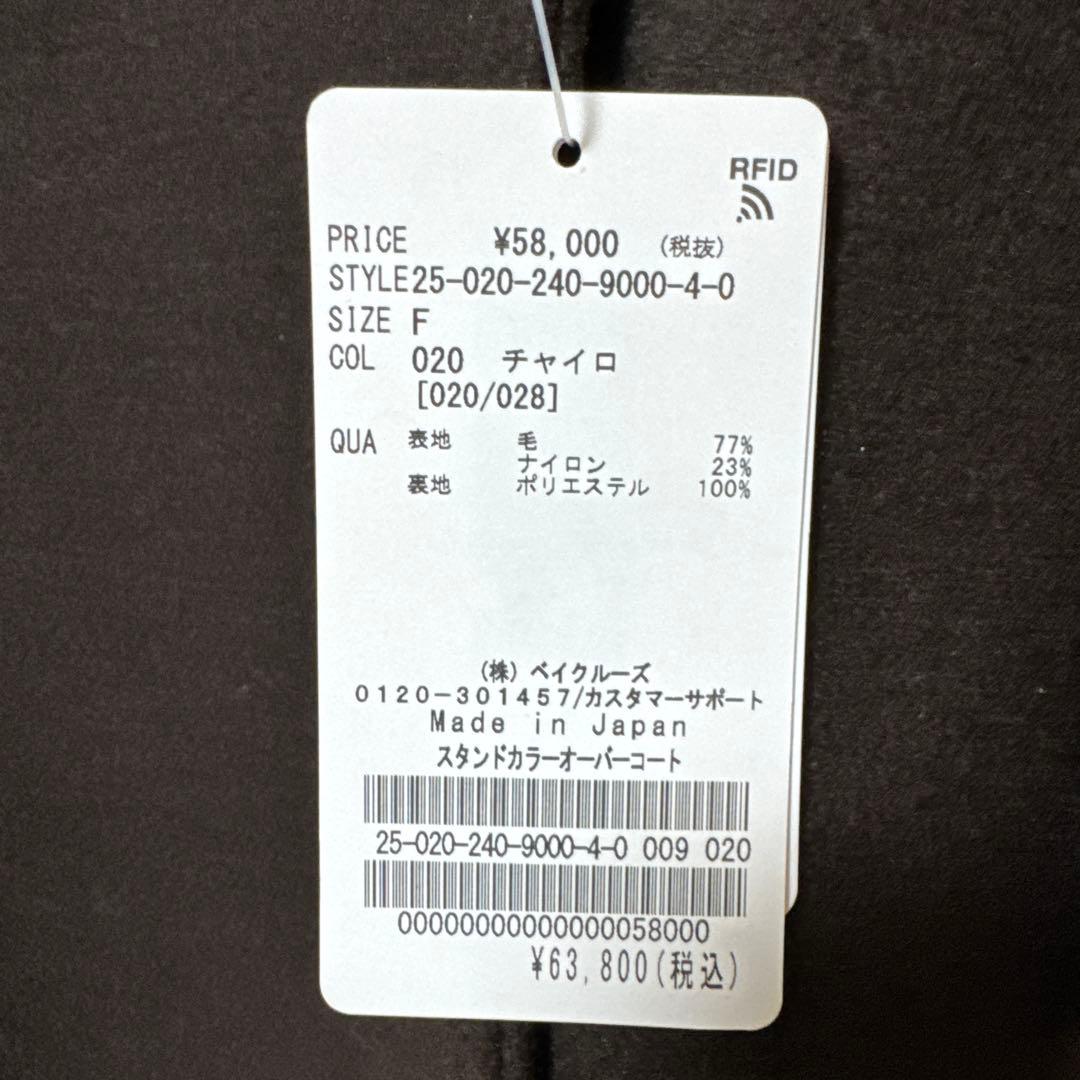 RFID
PRICE ¥58,000 (税抜)
STYLE 25-020-240-9000-4-0
SIZE F
COL 020 チャイロ
[020/028]
QUA 表地 毛 77%
ナイロン 23%
裏地 ポリエステル 100%
(株)ベイクルーズ
0120-301457/カスタマーサポート
Made in Japan
スタンドカラーオーバーコート
25-020-240-9000-4-0 009 020
00000000000000058000
¥63,800(税込)